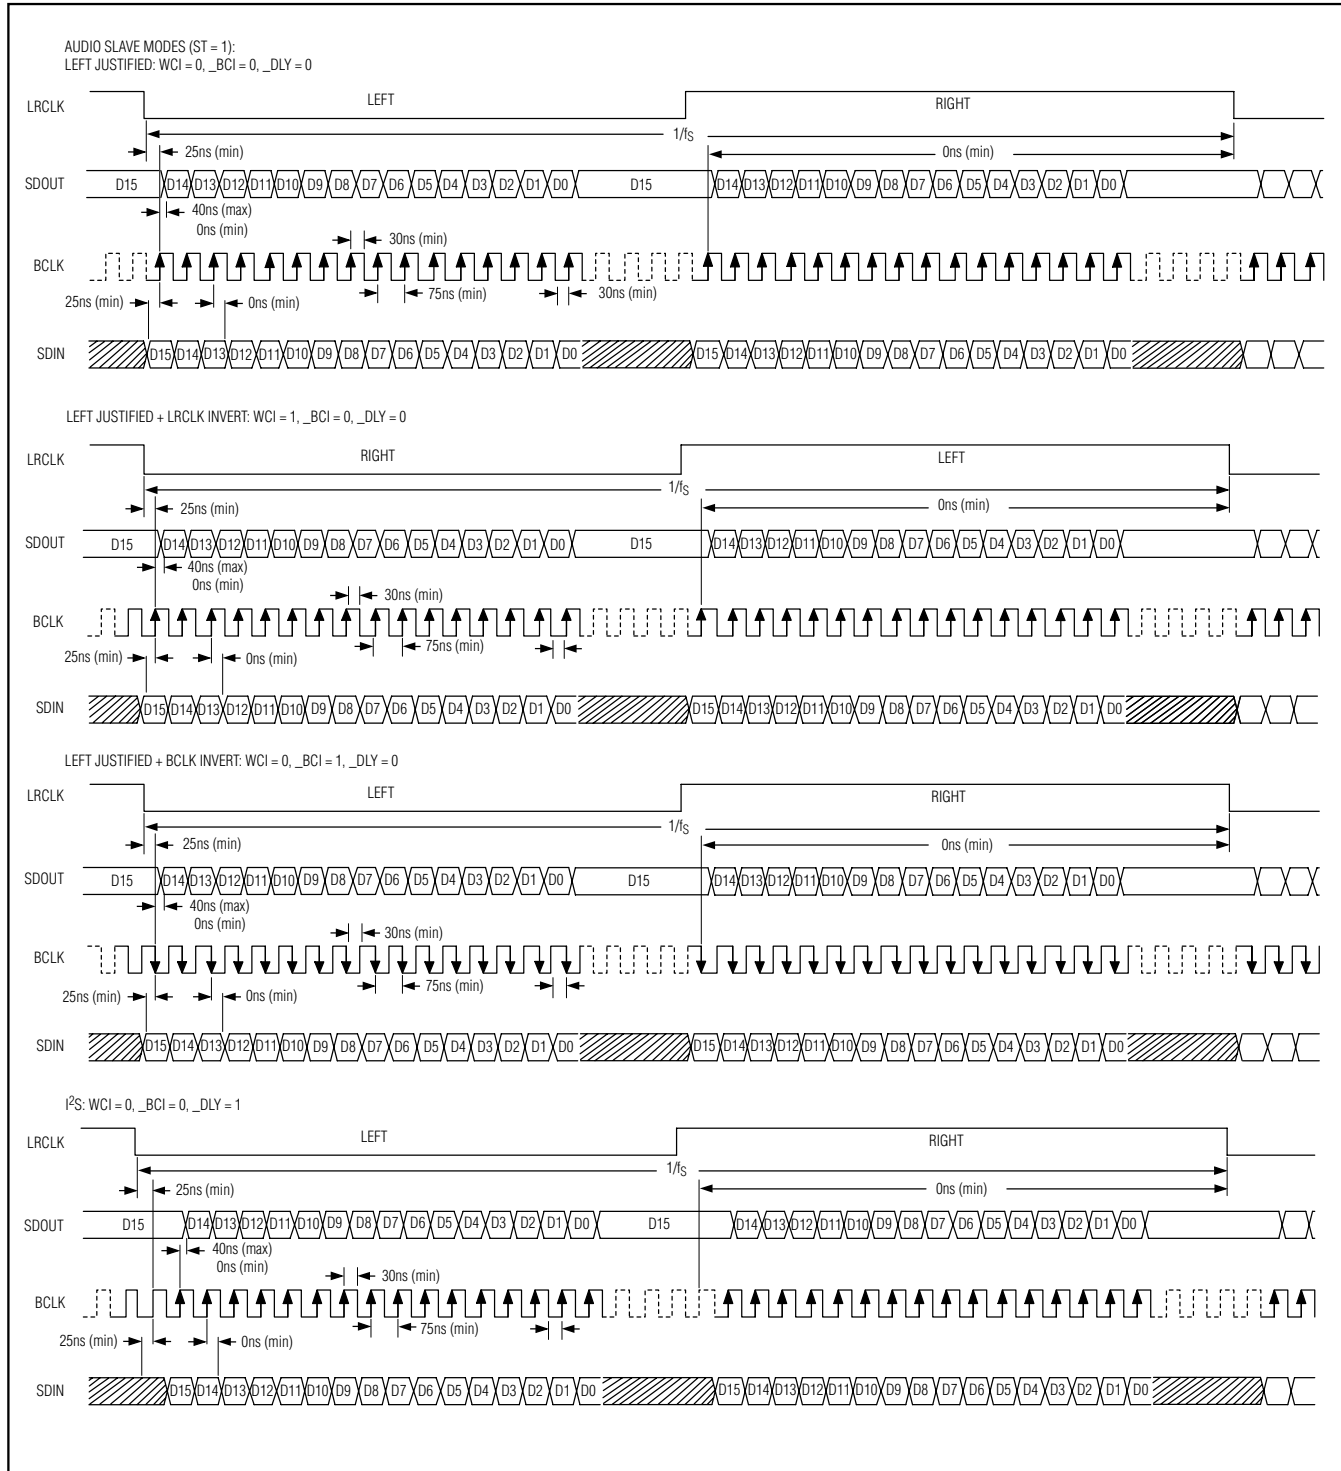 AUDIO SLAVE MODES (ST = 1):
LEFT JUSTIFIED: WCI = 0, _BCI = 0, _DLY = 0
LRCLK LEFT RIGHT
1/fS
25ns (min) 0ns (min)
SDOUT D15 D14 D13 D12 D11 D10 D9 D8 D7 D6 D5 D4 D3 D2 D1 D0 D15 D14 D13 D12 D11 D10 D9 D8 D7 D6 D5 D4 D3 D2 D1 D0
40ns (max)
0ns (min)
30ns (min)
BCLK
25ns (min) 0ns (min) 75ns (min) 30ns (min)
SDIN D15 D14 D13 D12 D11 D10 D9 D8 D7 D6 D5 D4 D3 D2 D1 D0 D15 D14 D13 D12 D11 D10 D9 D8 D7 D6 D5 D4 D3 D2 D1 D0
LEFT JUSTIFIED + LRCLK INVERT: WCI = 1, _BCI = 0, _DLY = 0
LRCLK RIGHT LEFT
1/fS
25ns (min) 0ns (min)
SDOUT D15 D14 D13 D12 D11 D10 D9 D8 D7 D6 D5 D4 D3 D2 D1 D0 D15 D14 D13 D12 D11 D10 D9 D8 D7 D6 D5 D4 D3 D2 D1 D0
40ns (max)
0ns (min)
30ns (min)
BCLK
25ns (min) 0ns (min) 75ns (min)
SDIN D15 D14 D13 D12 D11 D10 D9 D8 D7 D6 D5 D4 D3 D2 D1 D0 D15 D14 D13 D12 D11 D10 D9 D8 D7 D6 D5 D4 D3 D2 D1 D0
LEFT JUSTIFIED + BCLK INVERT: WCI = 0, _BCI = 1, _DLY = 0
LRCLK LEFT RIGHT
1/fS
25ns (min) 0ns (min)
SDOUT D15 D14 D13 D12 D11 D10 D9 D8 D7 D6 D5 D4 D3 D2 D1 D0 D15 D14 D13 D12 D11 D10 D9 D8 D7 D6 D5 D4 D3 D2 D1 D0
40ns (max)
0ns (min)
30ns (min)
BCLK
25ns (min) 0ns (min) 75ns (min)
SDIN D15 D14 D13 D12 D11 D10 D9 D8 D7 D6 D5 D4 D3 D2 D1 D0 D15 D14 D13 D12 D11 D10 D9 D8 D7 D6 D5 D4 D3 D2 D1 D0
I²S: WCI = 0, _BCI = 0, _DLY = 1
LRCLK LEFT RIGHT
1/fS
25ns (min) 0ns (min)
SDOUT D15 D14 D13 D12 D11 D10 D9 D8 D7 D6 D5 D4 D3 D2 D1 D0 D15 D14 D13 D12 D11 D10 D9 D8 D7 D6 D5 D4 D3 D2 D1 D0
40ns (max)
0ns (min)
30ns (min)
BCLK
25ns (min) 0ns (min) 75ns (min)
SDIN D15 D14 D13 D12 D11 D10 D9 D8 D7 D6 D5 D4 D3 D2 D1 D0 D15 D14 D13 D12 D11 D10 D9 D8 D7 D6 D5 D4 D3 D2 D1 D0